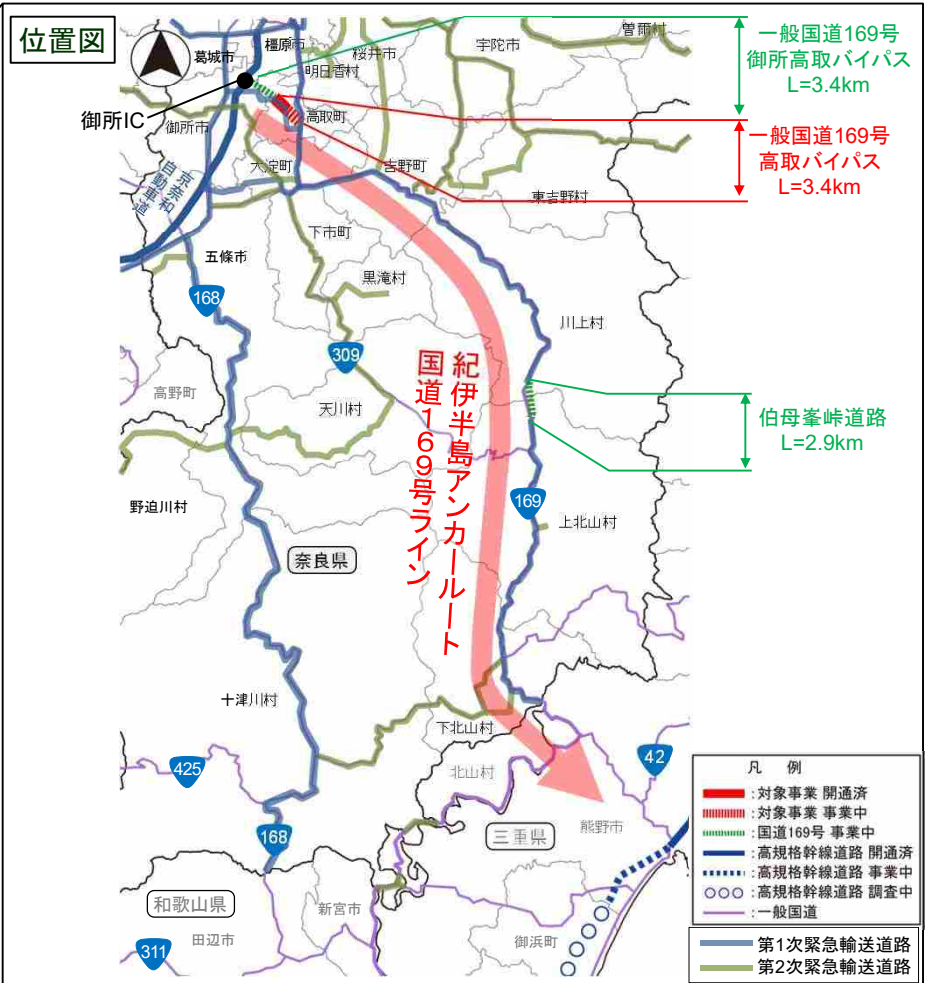 位置図
葛城市
橿原市
桜井市
宇陀市
曽爾村
明日香村
御所IC
御所市
高取町
大淀町
吉野町
東吉野村
京奈和
自動車道
下市町
五條市
黒滝村
川上村
168
309
高野町
天川村
紀伊半島アンカールート
国道169号ライン
野迫川村
169
上北山村
奈良県
十津川村
下北山村
北山村
42
425
168
三重県
熊野市
和歌山県
新宮市
田辺市
御浜町
311
一般国道169号
御所高取バイパス
L=3.4km
一般国道169号
高取バイパス
L=3.4km
伯母峯峠道路
L=2.9km
凡 例
:対象事業 開通済
:対象事業 事業中
:国道169号 事業中
:高規格幹線道路 開通済
:高規格幹線道路 事業中
:高規格幹線道路 調査中
:一般国道
第1次緊急輸送道路
第2次緊急輸送道路